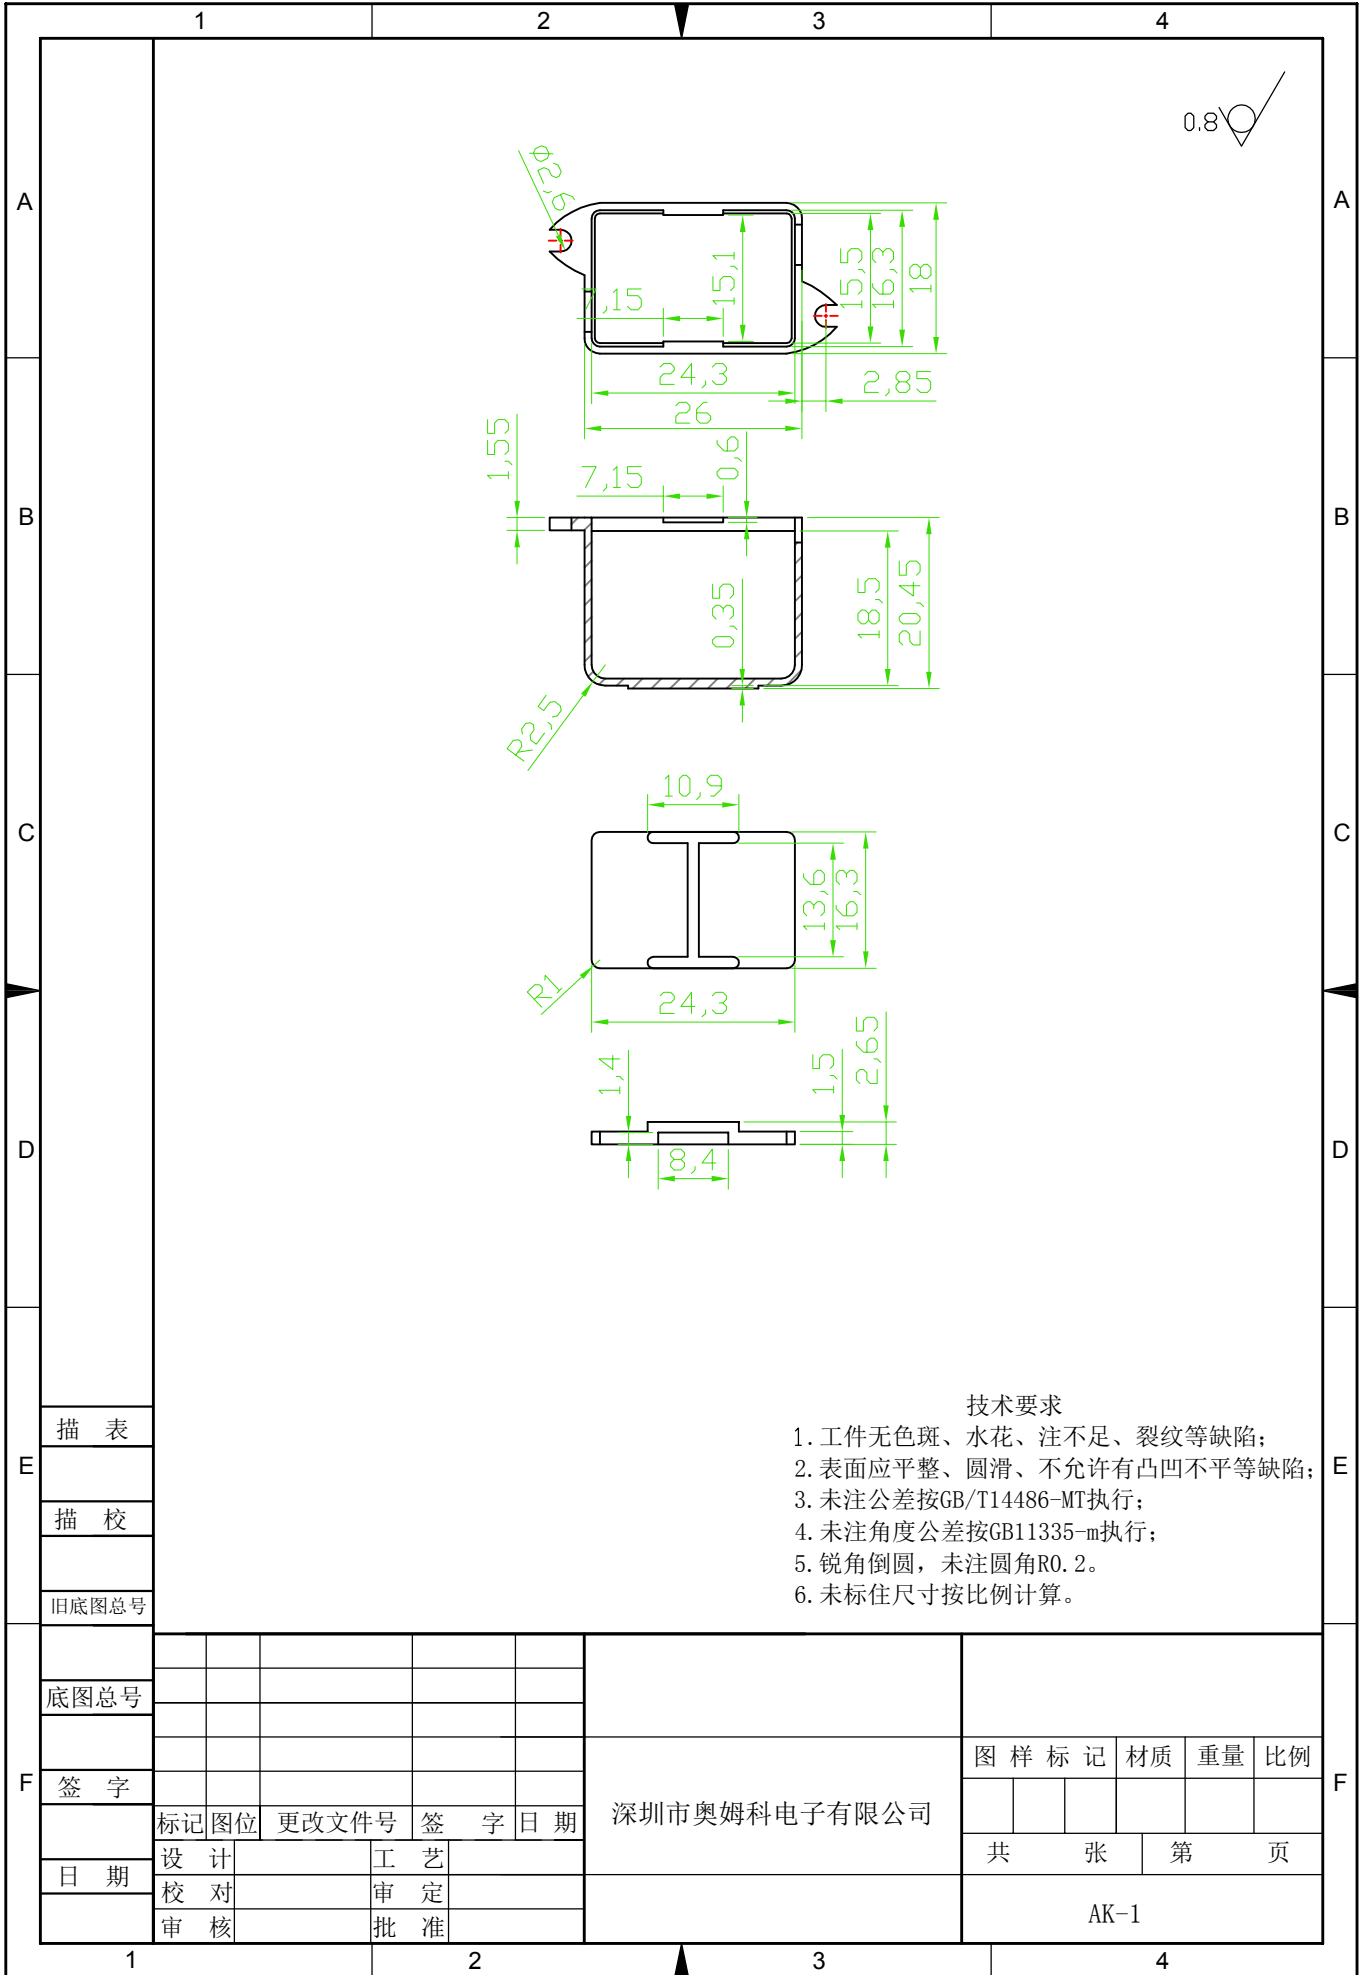 1 2 3 4
0.8
A A
φ2,6
7,15
15,1
15,5
16,3
18
24,3
2,85
26
1,55
7,15
0,6
B B
0,35
18,5
20,45
R2,5
10,9
C C
13,6
16,3
R1
24,3
1,4
1,5
2,65
8,4
D D
技术要求
1.工件无色斑、水花、注不足、裂纹等缺陷；
2.表面应平整、圆滑、不允许有凸凹不平等缺陷；
3.未注公差按GB/T14486-MT执行；
4.未注角度公差按GB11335-m执行；
5.锐角倒圆，未注圆角R0.2。
6.未标住尺寸按比例计算。
E E
描 表
描 校
旧底图总号
底图总号
签 字
日 期
F F
标记 图位 更改文件号 签 字 日 期
设 计 工 艺
校 对 审 定
审 核 批 准
深圳市奥姆科电子有限公司
图 样 标 记 材质 重量 比例
共 张 第 页
AK-1
1 2 3 4